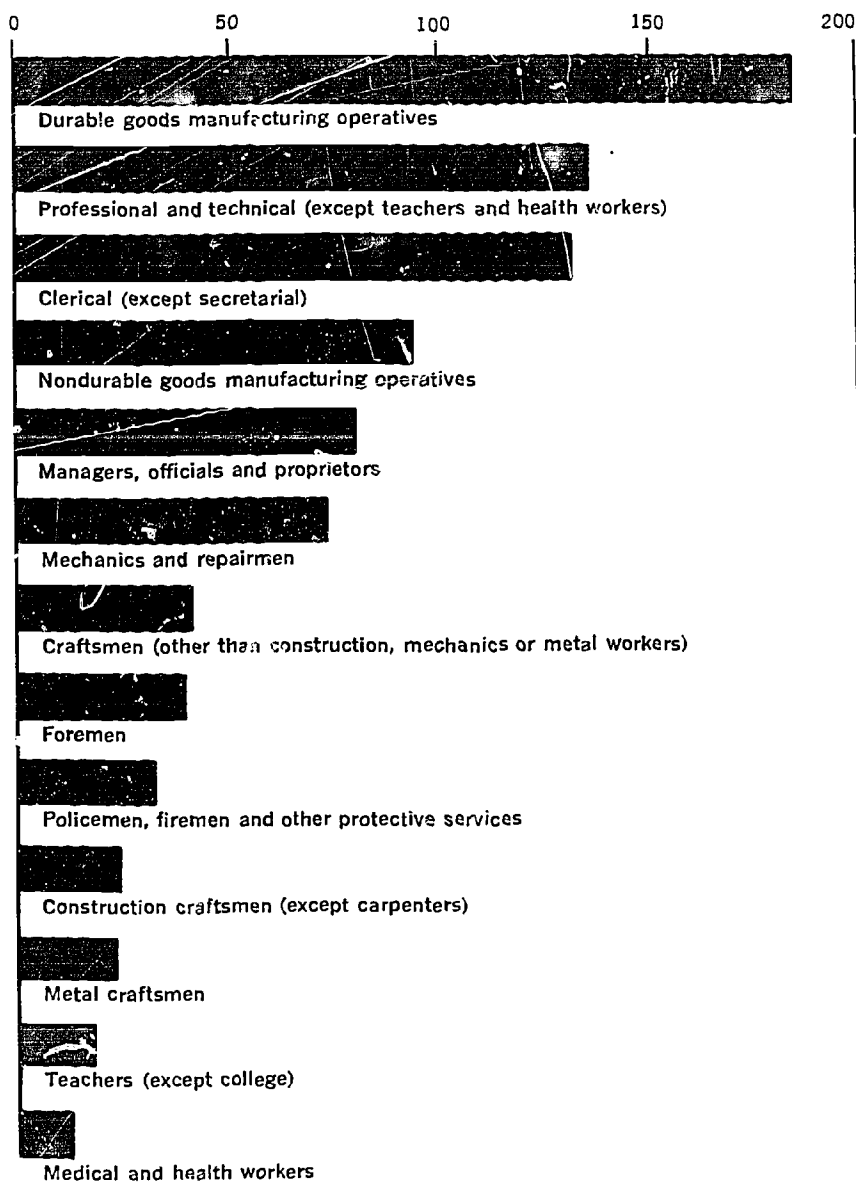 0 50 100 150 200
Durable goods manufacturing operatives
Professional and technical (except teachers and health workers)
Clerical (except secretarial)
Nondurable goods manufacturing operatives
Managers, officials and proprietors
Mechanics and repairmen
Craftsmen (other than construction, mechanics or metal workers)
Foremen
Policemen, firemen and other protective services
Construction craftsmen (except carpenters)
Metal craftsmen
Teachers (except college)
Medical and health workers